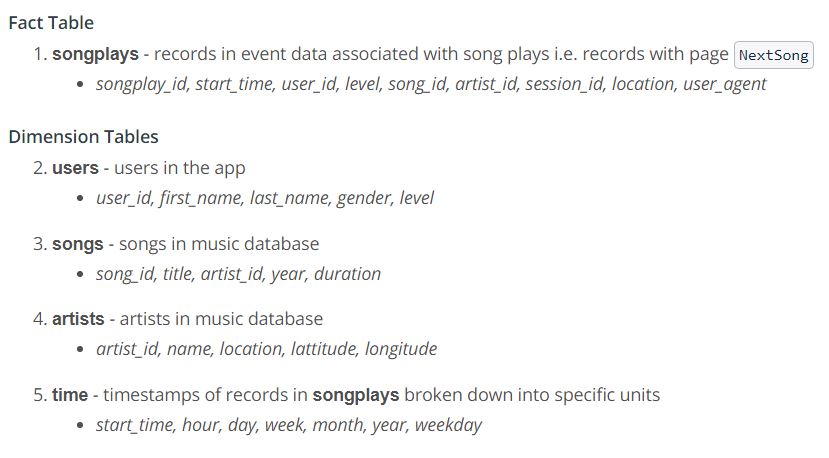 Fact Table
1. songplays - records in event data associated with song plays i.e. records with page NextSong
• songplay_id, start_time, user_id, level, song_id, artist_id, session_id, location, user_agent
Dimension Tables
2. users - users in the app
• user_id, first_name, last_name, gender, level
3. songs - songs in music database
• song_id, title, artist_id, year, duration
4. artists - artists in music database
• artist_id, name, location, lattitude, longitude
5. time - timestamps of records in songplays broken down into specific units
• start_time, hour, day, week, month, year, weekday